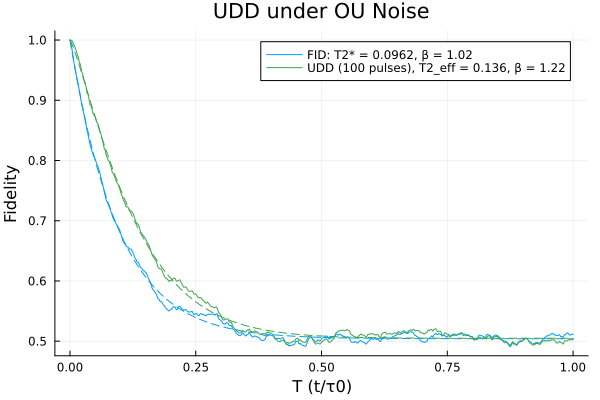 UDD under OU Noise
FID: T2* = 0.0962, β = 1.02
UDD (100 pulses), T2_eff = 0.136, β = 1.22
Fidelity
1.0
0.9
0.8
0.7
0.6
0.5
0.00 0.25 0.50 0.75 1.00
T (t/τ0)